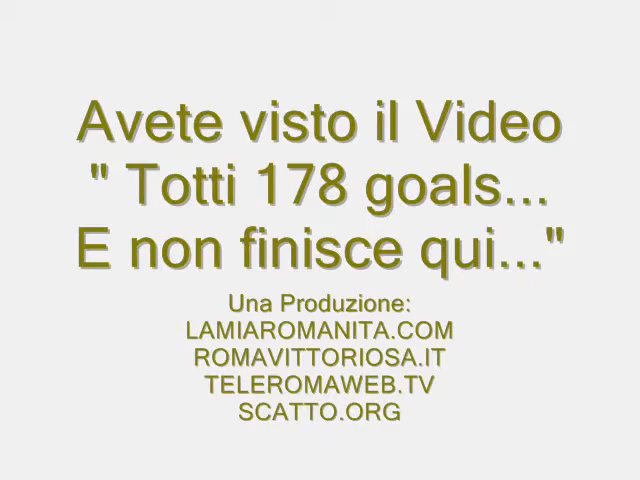 Avete visto il Video
" Totti 178 goals...
E non finisce qui..."
Una Produzione:
LAMIAROMANITA.COM
ROMAVITTORIOSA.IT
TELEROMAWEB.TV
SCATTO.ORG